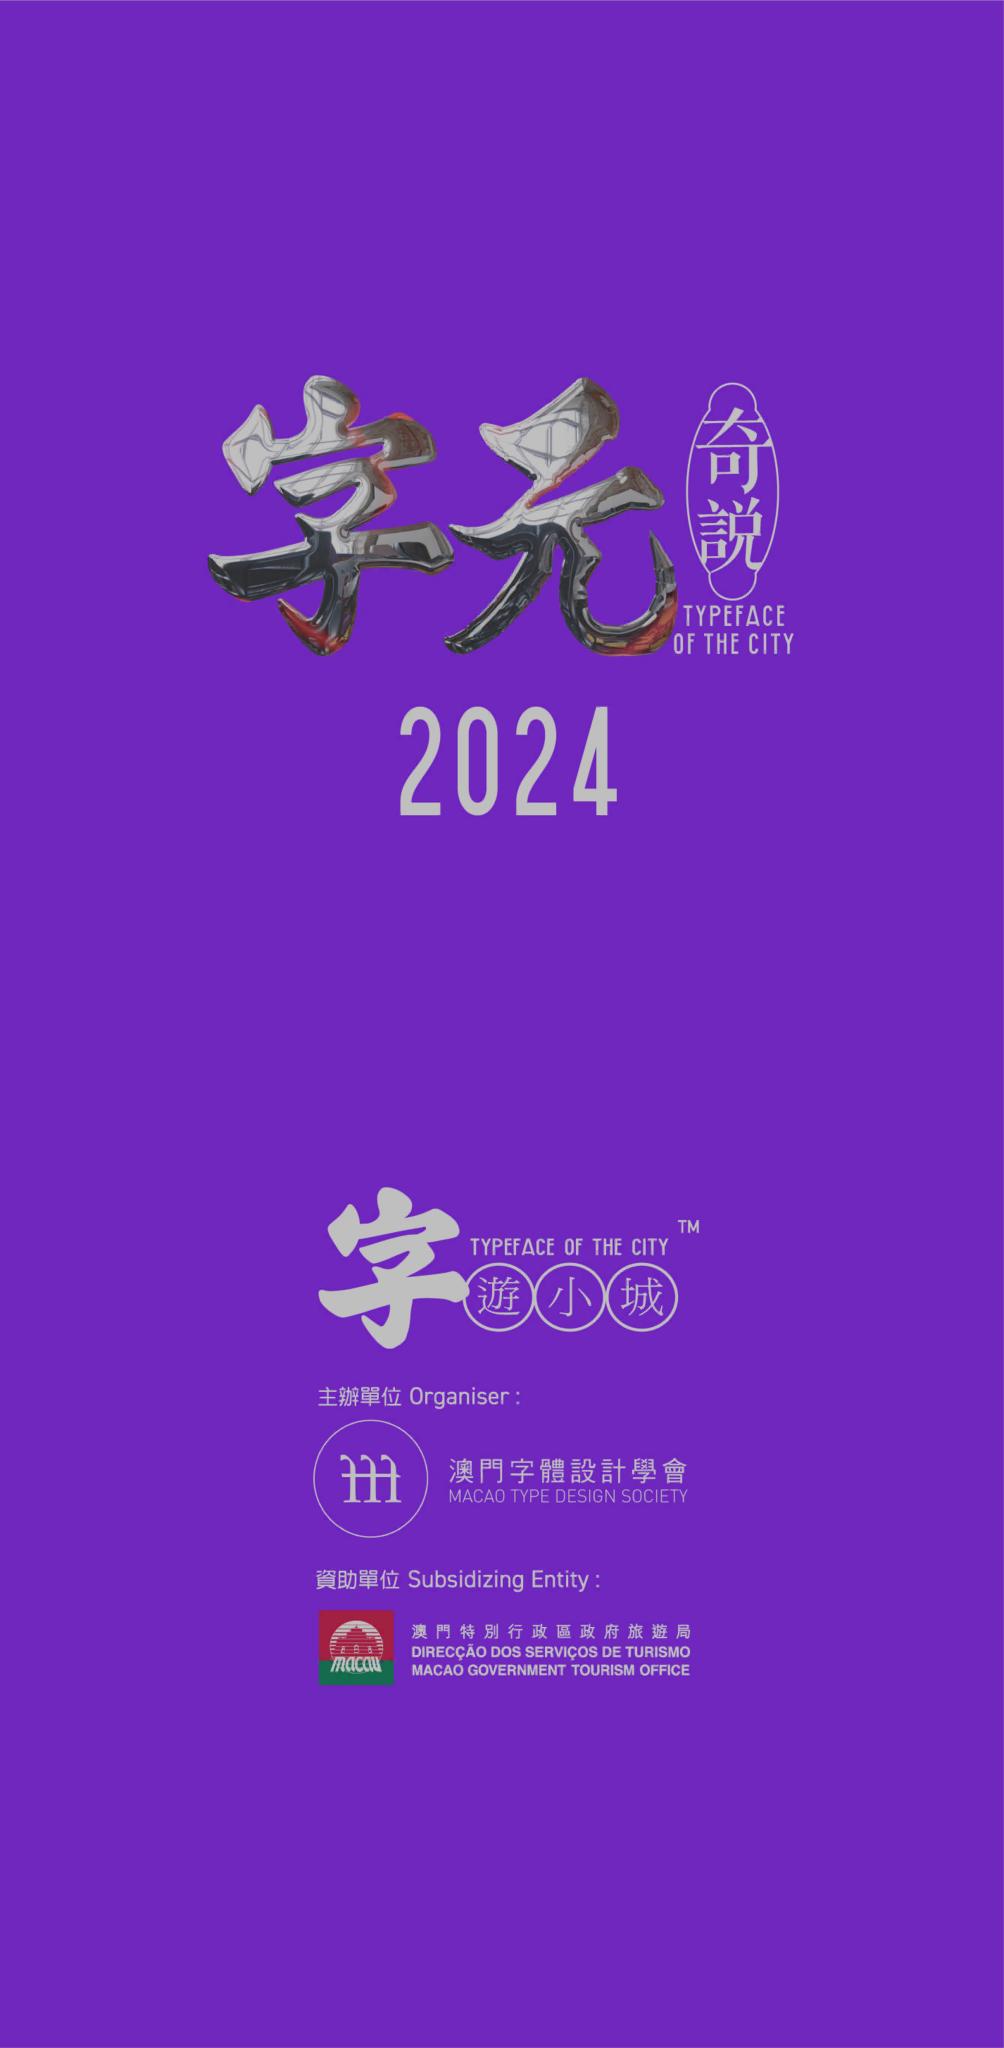 字元
奇説
TYPEFACE
OF THE CITY
2024
字
TYPEFACE OF THE CITY ™
遊小城
主辦單位 Organiser :
澳門字體設計學會
MACAO TYPE DESIGN SOCIETY
資助單位 Subsidizing Entity :
macau
澳門特別行政區政府旅遊局
DIRECÇÃO DOS SERVIÇOS DE TURISMO
MACAO GOVERNMENT TOURISM OFFICE